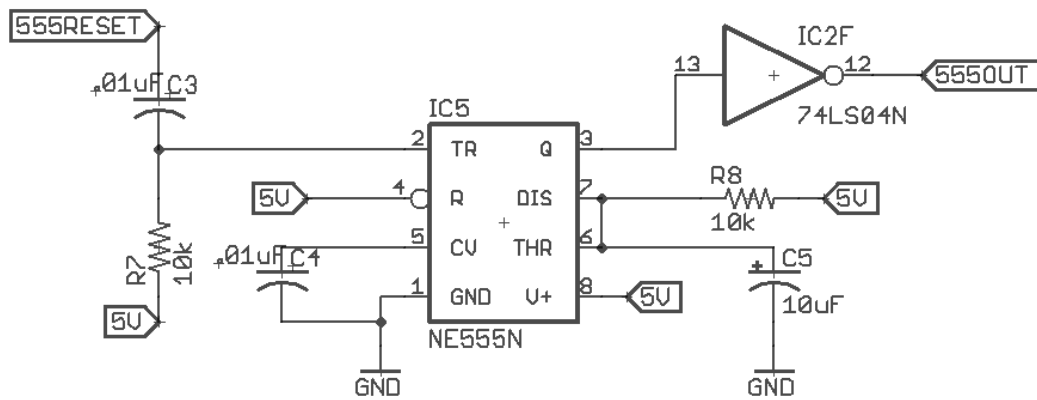 555RESET
.01uF C3
R7
10k
5V
5V
.01uF C4
IC5
2 TR
4 R
5 CV
1 GND
Q 3
DIS 7
THR 6
V+ 8
NE555N
GND
13
IC2F
12
555OUT
74LS04N
R8
10k
5V
5V
C5
10uF
GND